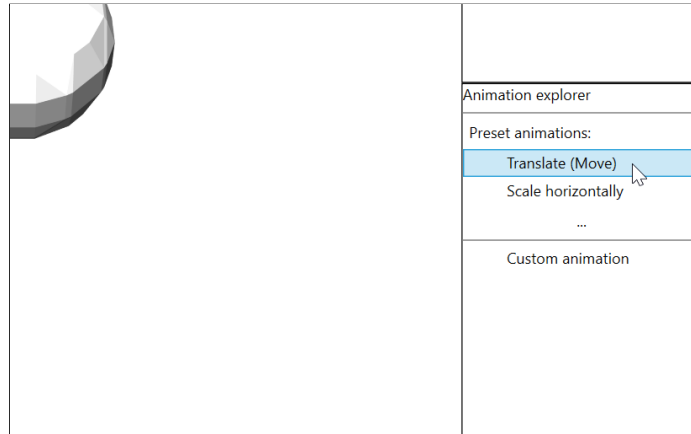 Animation explorer
Preset animations:
Translate (Move)
Scale horizontally
...
Custom animation